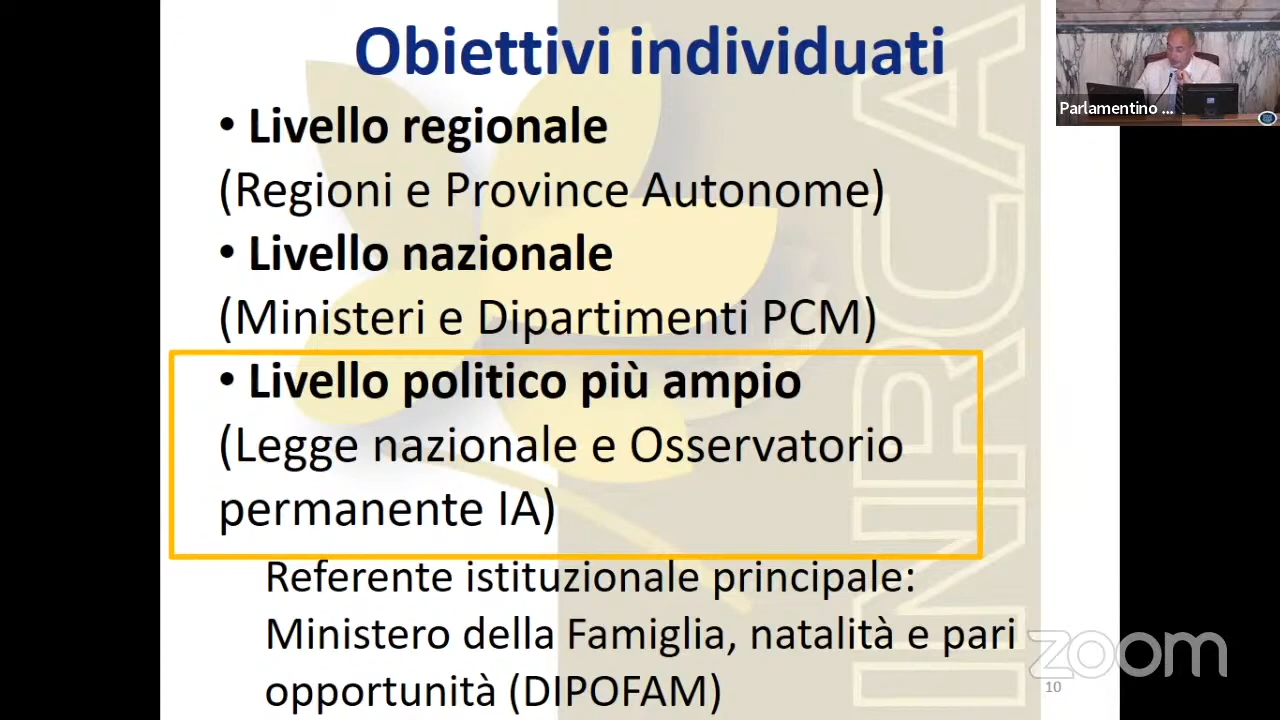 Obiettivi individuati
• Livello regionale
(Regioni e Province Autonome)
• Livello nazionale
(Ministeri e Dipartimenti PCM)
• Livello politico più ampio
(Legge nazionale e Osservatorio
permanente IA)
Referente istituzionale principale:
Ministero della Famiglia, natalità e pari
opportunità (DIPOFAM)
10
INRCA
Parlamentino ...
zoom